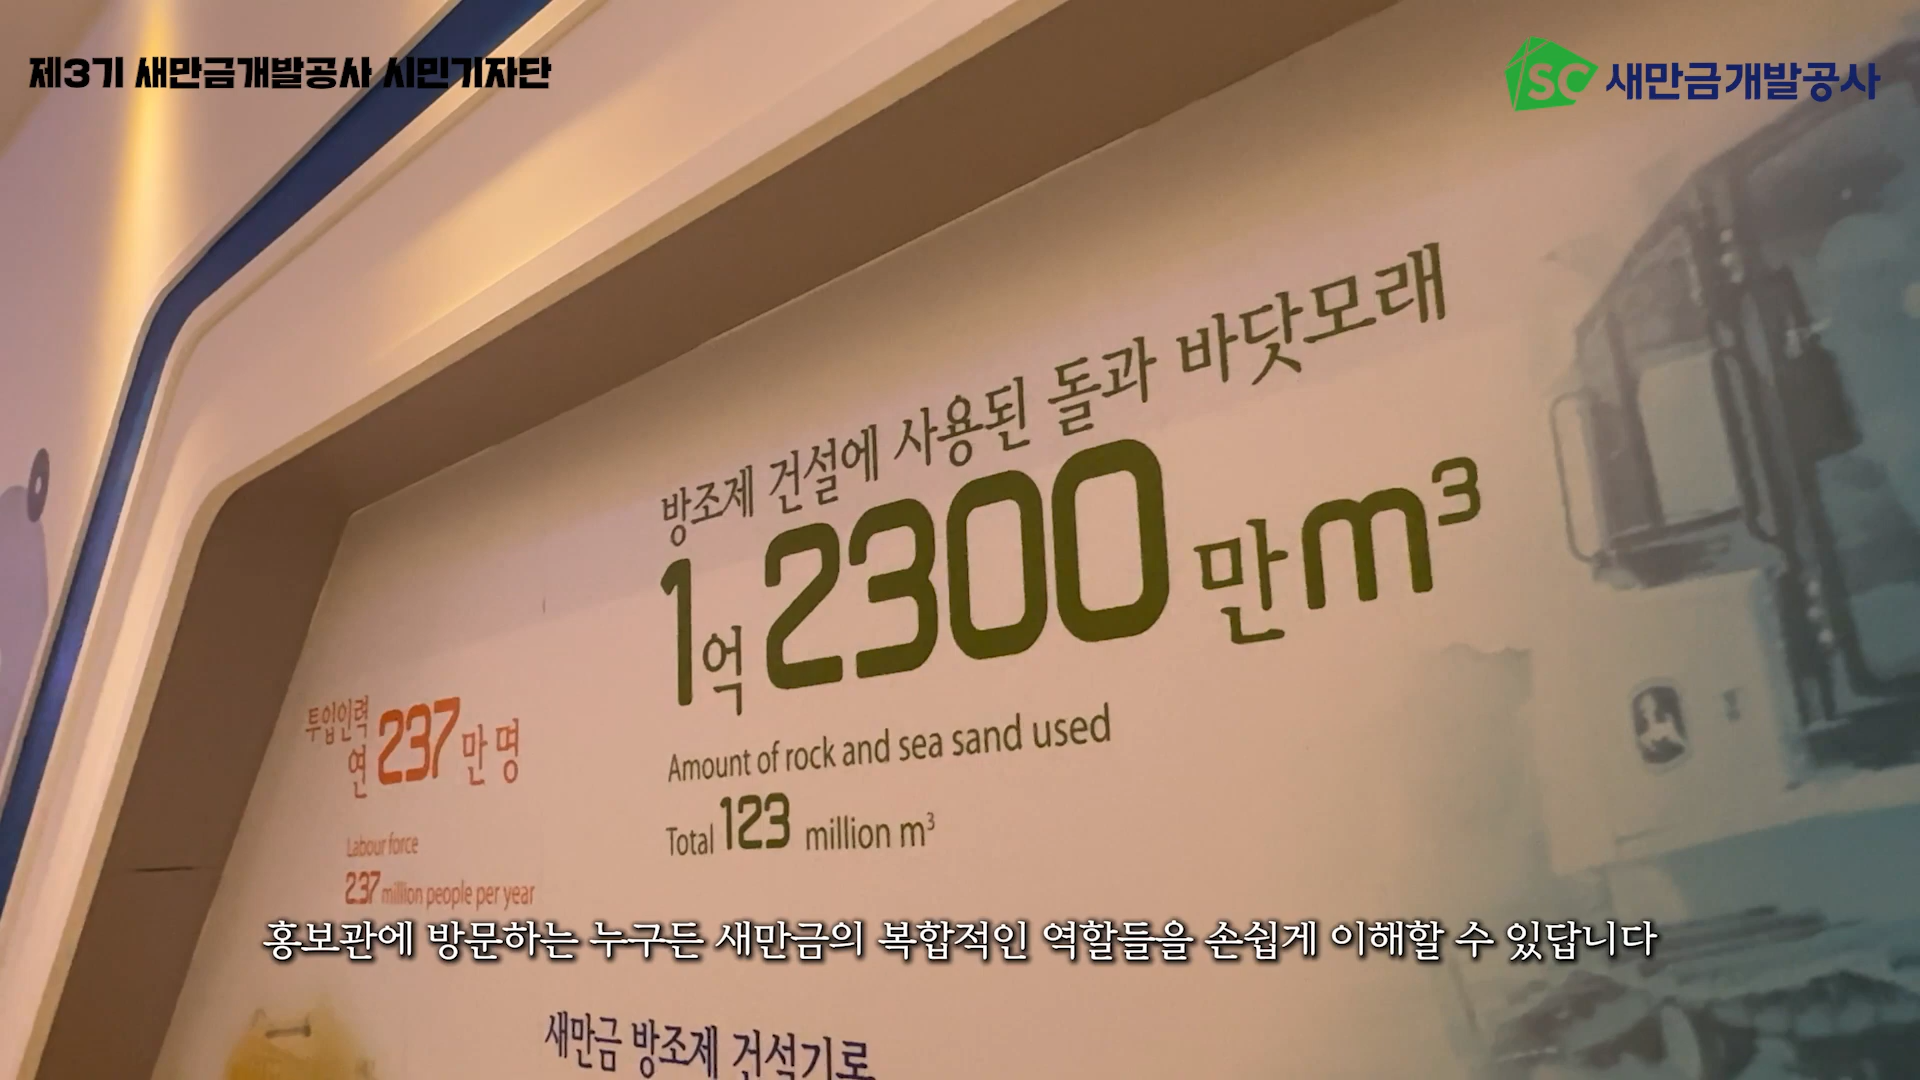 제3기 새만금개발공사 시민기자단
SC 새만금개발공사
방조제 건설에 사용된 돌과 바닷모래
1억 2300만 m³
Amount of rock and sea sand used
Total 123 million m³
투입인력
연 237만 명
Labour force
237 million people per year
홍보관에 방문하는 누구든 새만금의 복합적인 역할들을 손쉽게 이해할 수 있답니다
새만금 방조제 건설기로